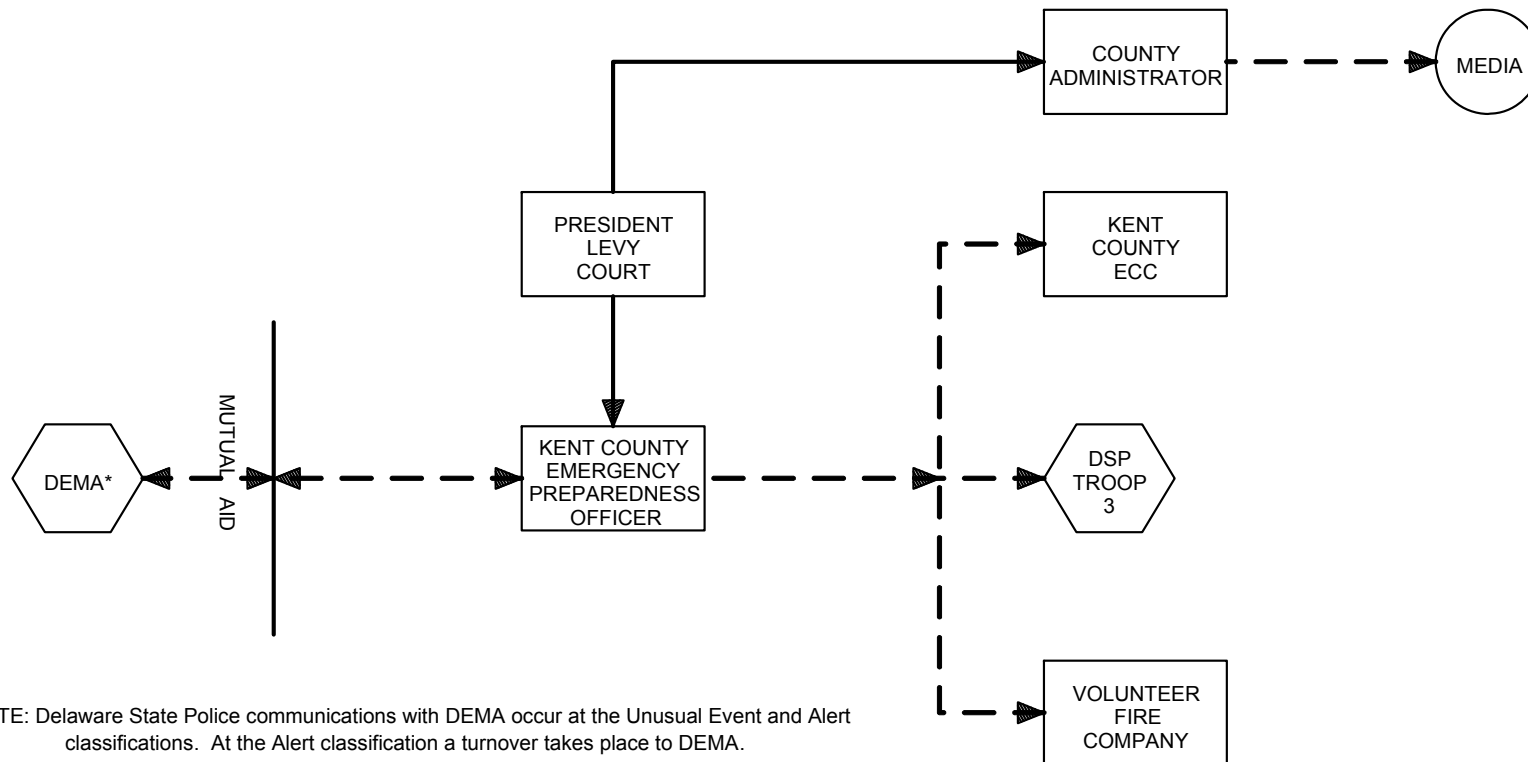 COUNTY
ADMINISTRATOR
MEDIA
PRESIDENT
LEVY
COURT
KENT
COUNTY
ECC
MUTUAL AID
DEMA*
KENT COUNTY
EMERGENCY
PREPAREDNESS
OFFICER
DSP
TROOP
3
VOLUNTEER
FIRE
COMPANY
TE: Delaware State Police communications with DEMA occur at the Unusual Event and Alert
classifications. At the Alert classification a turnover takes place to DEMA.